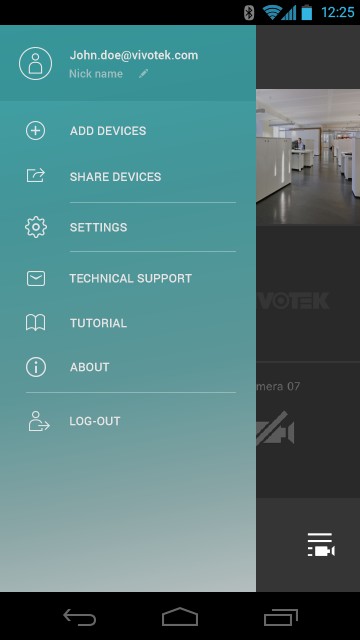 12:25
John.doe@vivotek.com
Nick name
ADD DEVICES
SHARE DEVICES
SETTINGS
TECHNICAL SUPPORT
TUTORIAL
ABOUT
LOG-OUT
VIVOTEK
mera 07